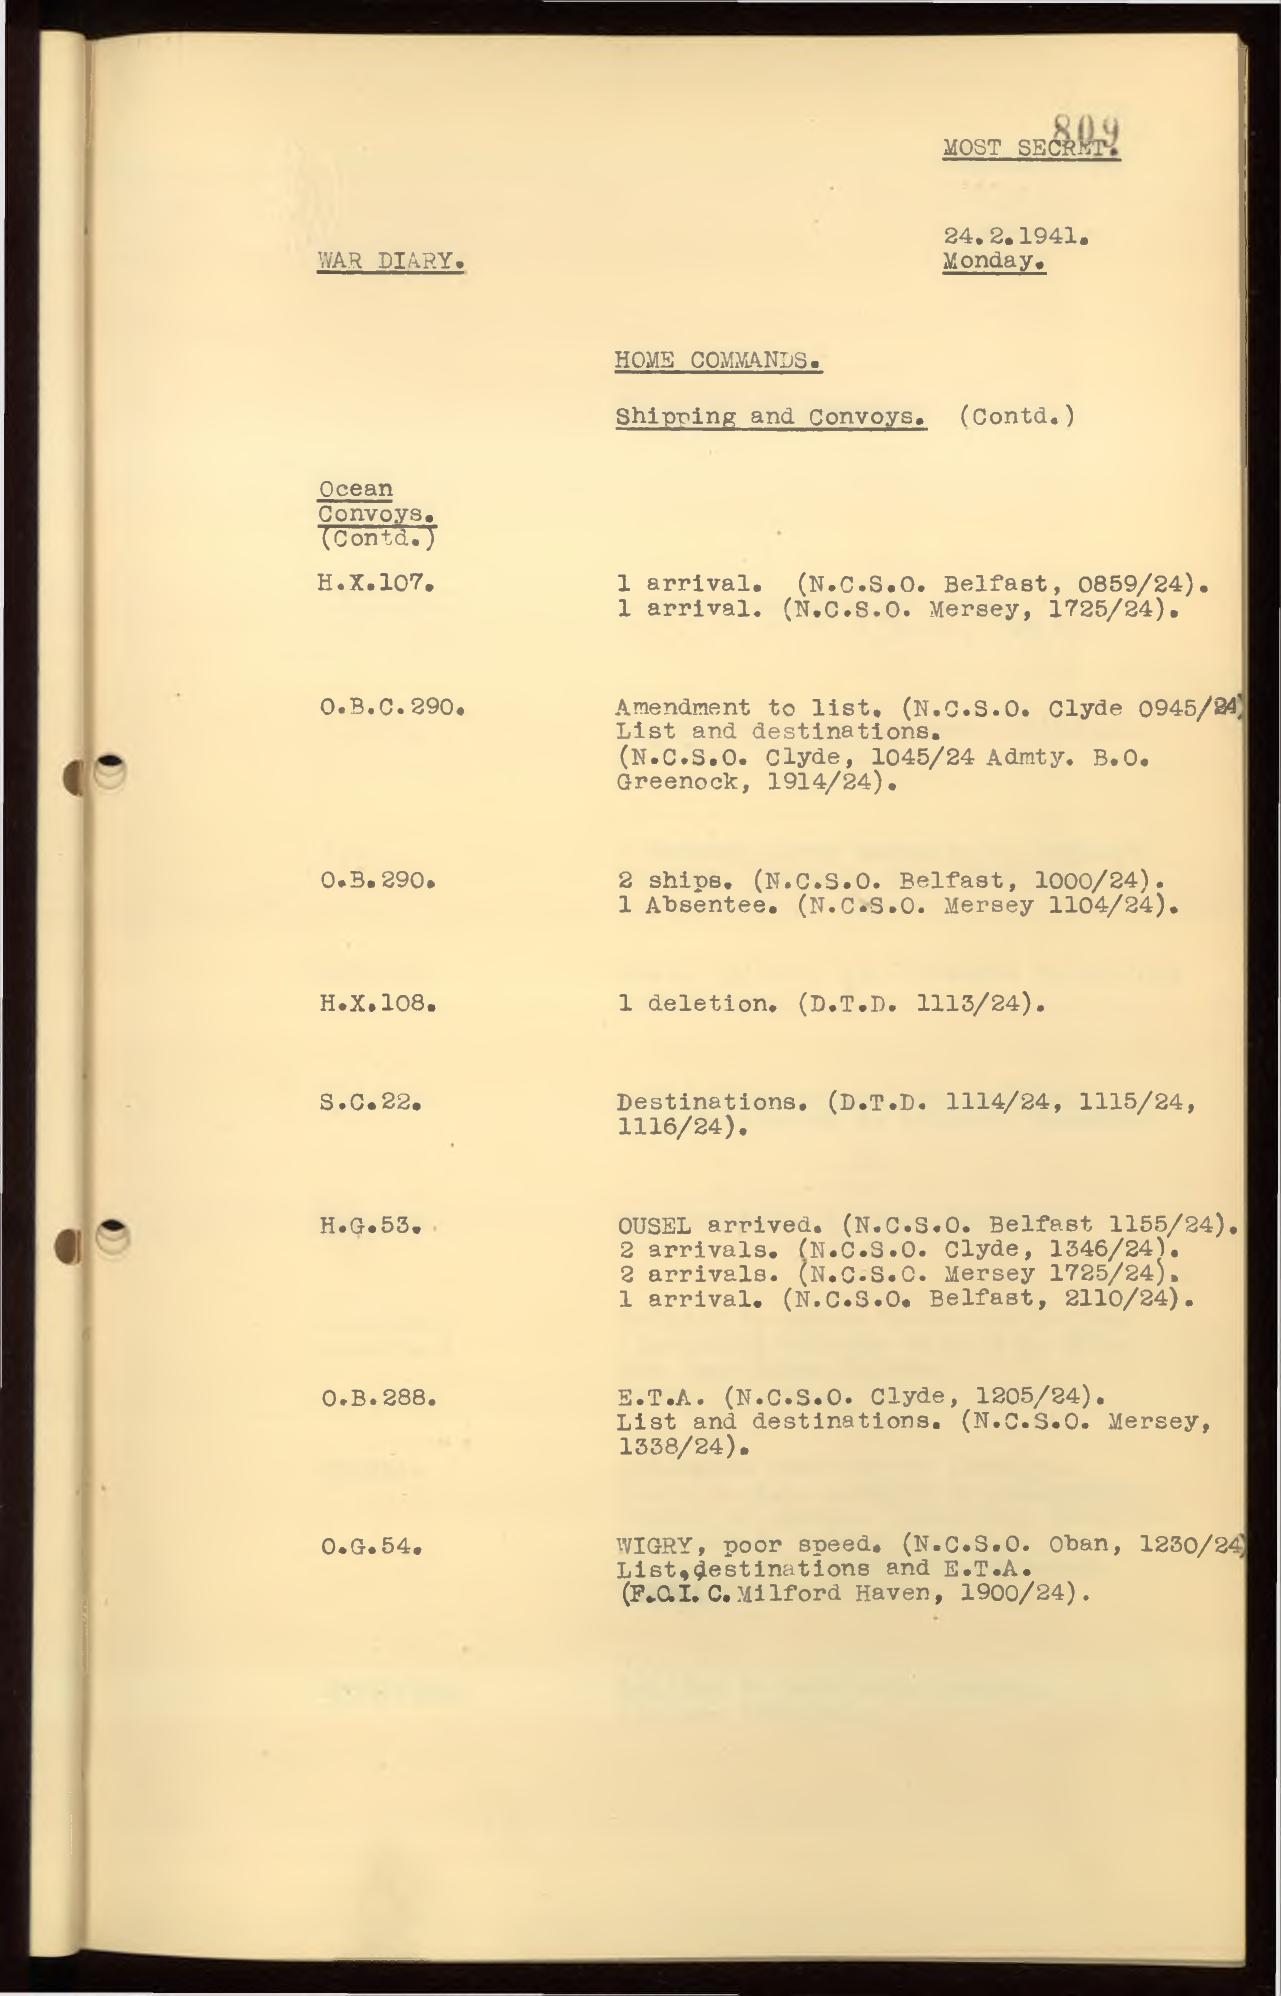 809
MOST SECRET.
24.2.1941.
WAR DIARY. Monday.
HOME COMMANDS.
Shipping and Convoys. (Contd.)
Ocean
Convoys.
(Contd.)
H.X.107. 1 arrival. (N.C.S.O. Belfast, 0859/24).
1 arrival. (N.C.S.O. Mersey, 1725/24).
O.B.C.290. Amendment to list. (N.C.S.O. Clyde 0945/24)
List and destinations.
(N.C.S.O. Clyde, 1045/24 Admty. B.O.
Greenock, 1914/24).
O.B.290. 2 ships. (N.C.S.O. Belfast, 1000/24).
1 Absentee. (N.C.S.O. Mersey 1104/24).
H.X.108. 1 deletion. (D.T.D. 1113/24).
S.C.22. Destinations. (D.T.D. 1114/24, 1115/24,
1116/24).
H.G.53. OUSEL arrived. (N.C.S.O. Belfast 1155/24).
2 arrivals. (N.C.S.O. Clyde, 1346/24).
2 arrivals. (N.C.S.O. Mersey 1725/24).
1 arrival. (N.C.S.O. Belfast, 2110/24).
O.B.288. E.T.A. (N.C.S.O. Clyde, 1205/24).
List and destinations. (N.C.S.O. Mersey,
1338/24).
O.G.54. WIGRY, poor speed. (N.C.S.O. Oban, 1230/24)
List, destinations and E.T.A.
(F.O.I.C. Milford Haven, 1900/24).